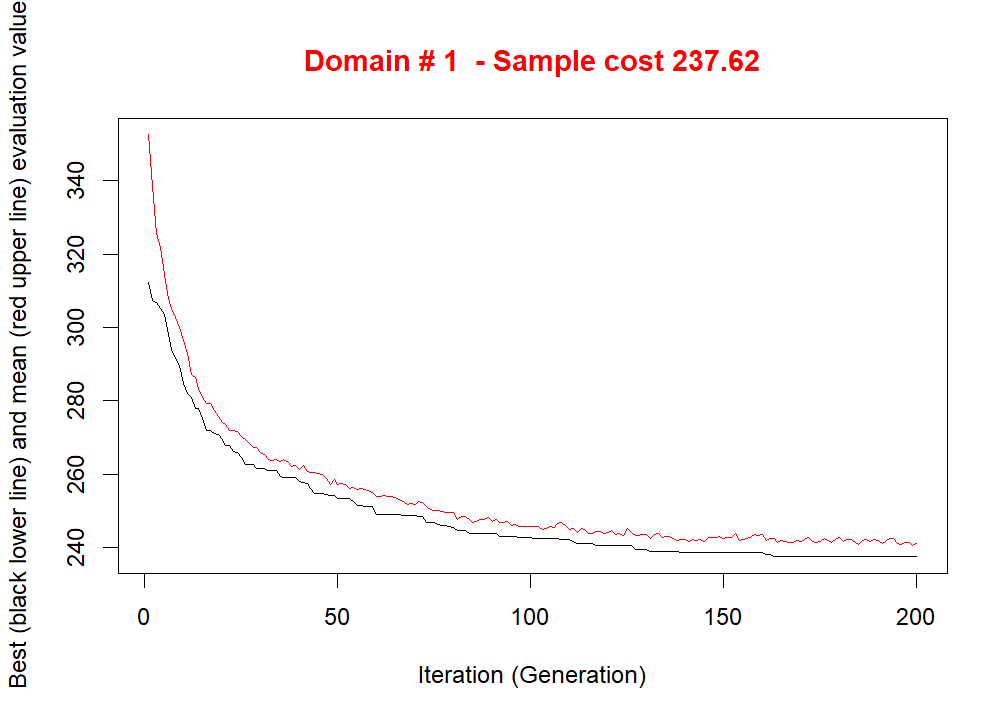 Domain # 1  - Sample cost 237.62
Best (black lower line) and mean (red upper line) evaluation value
340
320
300
280
260
240
0 50 100 150 200
Iteration (Generation)